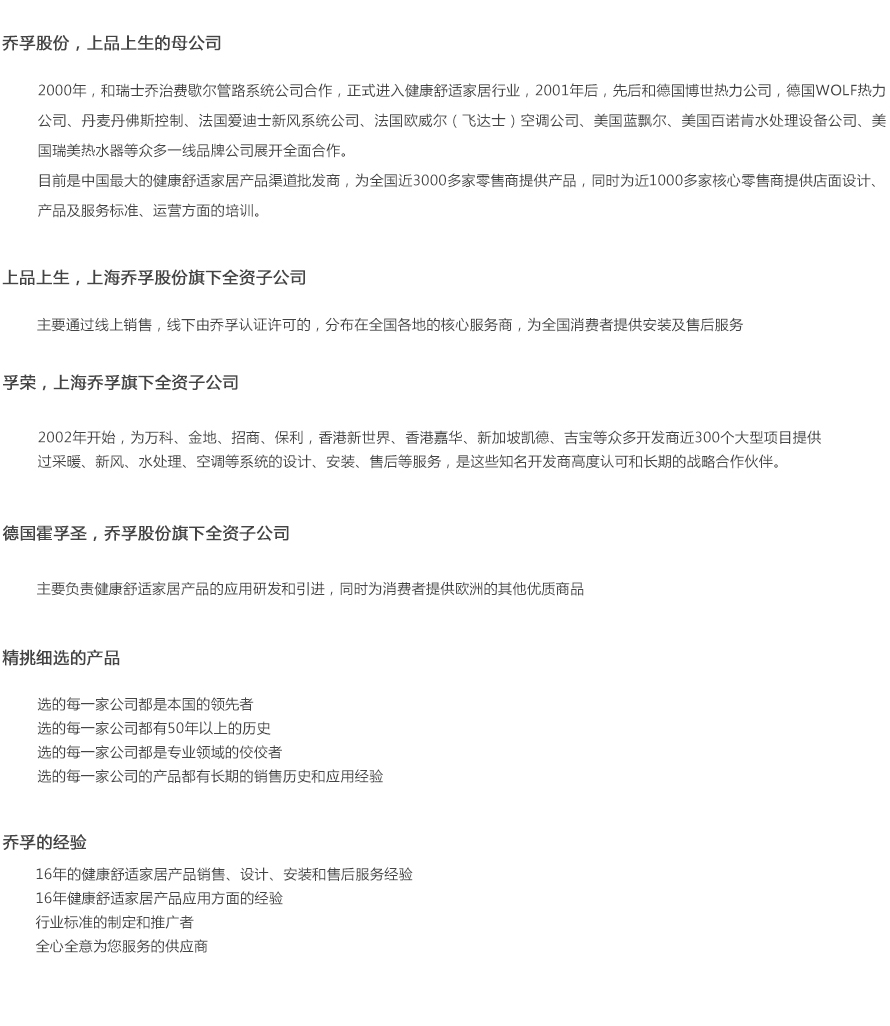 乔孚股份，上品上生的母公司
2000年，和瑞士乔治费歇尔管路系统公司合作，正式进入健康舒适家居行业，2001年后，先后和德国博世热力公司，德国WOLF热力
公司、丹麦丹佛斯控制、法国爱迪士新风系统公司、法国欧威尔（飞达士）空调公司、美国蓝飘尔、美国百诺肯水处理设备公司、美
国瑞美热水器等众多一线品牌公司展开全面合作。
目前是中国最大的健康舒适家居产品渠道批发商，为全国近3000多家零售商提供产品，同时为近1000多家核心零售商提供店面设计、
产品及服务标准、运营方面的培训。
上品上生，上海乔孚股份旗下全资子公司
主要通过线上销售，线下由乔孚认证许可的，分布在全国各地的核心服务商，为全国消费者提供安装及售后服务
孚荣，上海乔孚旗下全资子公司
2002年开始，为万科、金地、招商、保利，香港新世界、香港嘉华、新加坡凯德、吉宝等众多开发商近300个大型项目提供
过采暖、新风、水处理、空调等系统的设计、安装、售后等服务，是这些知名开发商高度认可和长期的战略合作伙伴。
德国霍孚圣，乔孚股份旗下全资子公司
主要负责健康舒适家居产品的应用研发和引进，同时为消费者提供欧洲的其他优质商品
精挑细选的产品
选的每一家公司都是本国的领先者
选的每一家公司都有50年以上的历史
选的每一家公司都是专业领域的佼佼者
选的每一家公司的产品都有长期的销售历史和应用经验
乔孚的经验
16年的健康舒适家居产品销售、设计、安装和售后服务经验
16年健康舒适家居产品应用方面的经验
行业标准的制定和推广者
全心全意为您服务的供应商